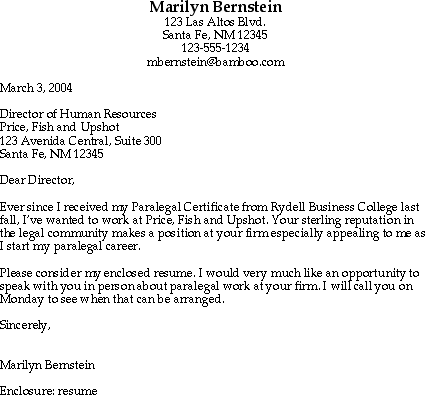 Marilyn Bernstein
123 Las Altos Blvd.
Santa Fe, NM 12345
123-555-1234
mbernstein@bamboo.com
March 3, 2004
Director of Human Resources
Price, Fish and Upshot
123 Avenida Central, Suite 300
Santa Fe, NM 12345
Dear Director,
Ever since I received my Paralegal Certificate from Rydell Business College last
fall, I've wanted to work at Price, Fish and Upshot. Your sterling reputation in
the legal community makes a position at your firm especially appealing to me as
I start my paralegal career.
Please consider my enclosed resume. I would very much like an opportunity to
speak with you in person about paralegal work at your firm. I will call you on
Monday to see when that can be arranged.
Sincerely,
Marilyn Bernstein
Enclosure: resume